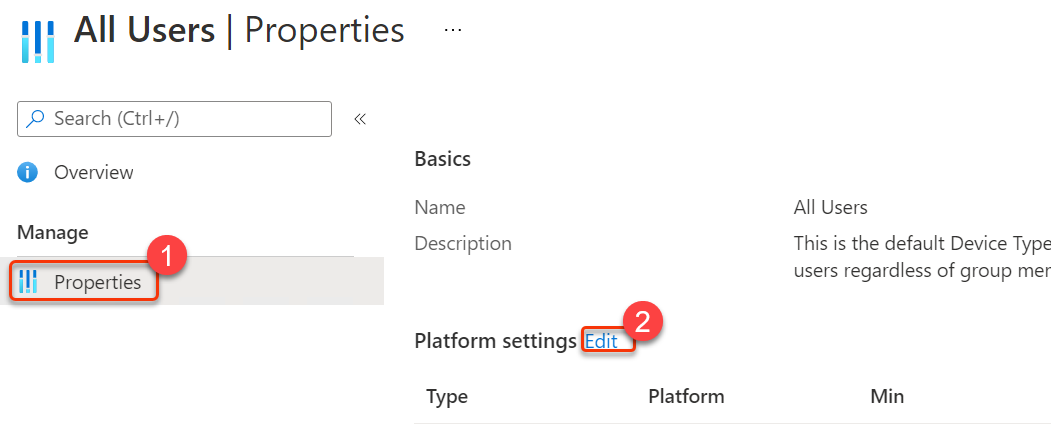 All Users | Properties ...
Search (Ctrl+/) «
Overview
Manage
1
Properties
Basics
Name All Users
Description This is the default Device Type
users regardless of group mer
2
Platform settings Edit
Type Platform Min